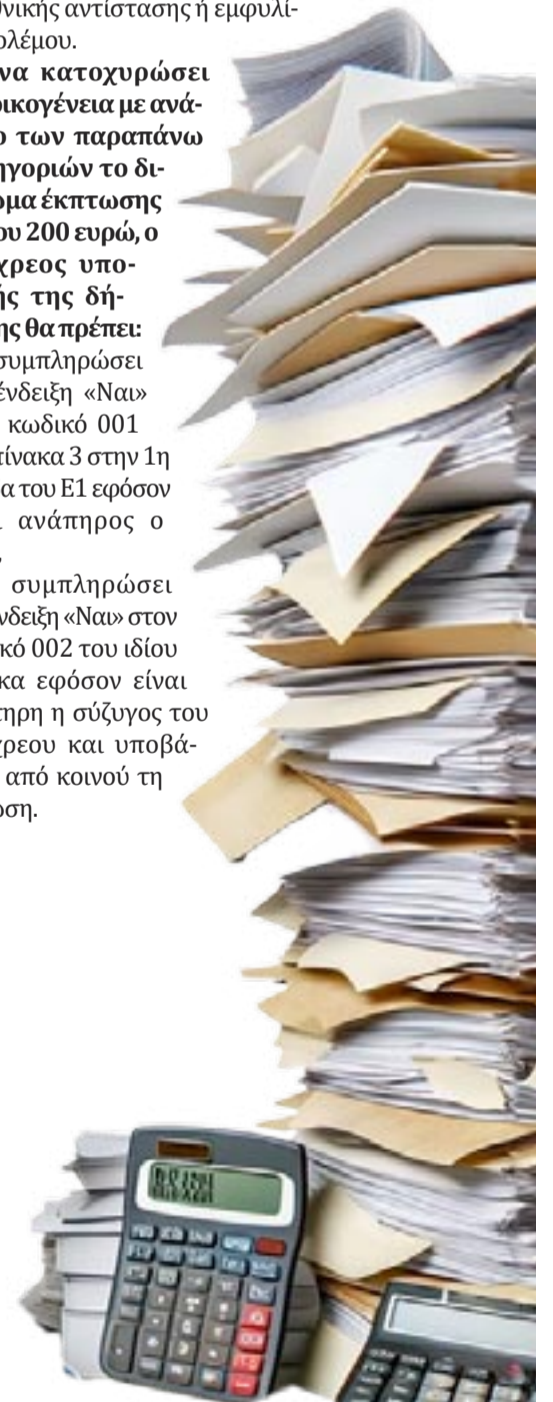 θνικής αντίστασης ή εμφυλί-
ολέμου.
να κατοχυρώσει
οικογένεια με ανά-
ο των παραπάνω
ηγοριών το δι-
ωμα έκπτωσης
ου 200 ευρώ, ο
χρεος υπο-
ής της δή-
ης θα πρέπει:
συμπληρώσει
ένδειξη «Ναι»
κωδικό 001
πίνακα 3 στην 1η
α του Ε1 εφόσον
ι ανάπηρος ο
,
συμπληρώσει
νδειξη «Ναι» στον
κό 002 του ιδίου
κα εφόσον είναι
τηρη η σύζυγος του
χρεου και υποβά-
από κοινού τη
ωση.